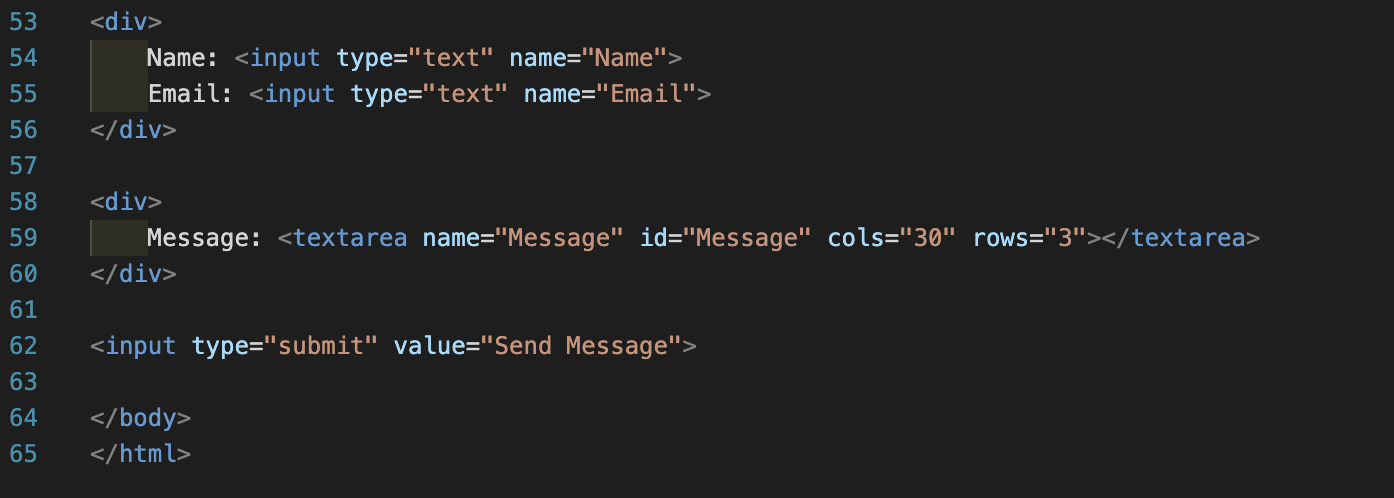 53 <div>
54     Name: <input type="text" name="Name">
55     Email: <input type="text" name="Email">
56 </div>
57
58 <div>
59     Message: <textarea name="Message" id="Message" cols="30" rows="3"></textarea>
60 </div>
61
62 <input type="submit" value="Send Message">
63
64 </body>
65 </html>